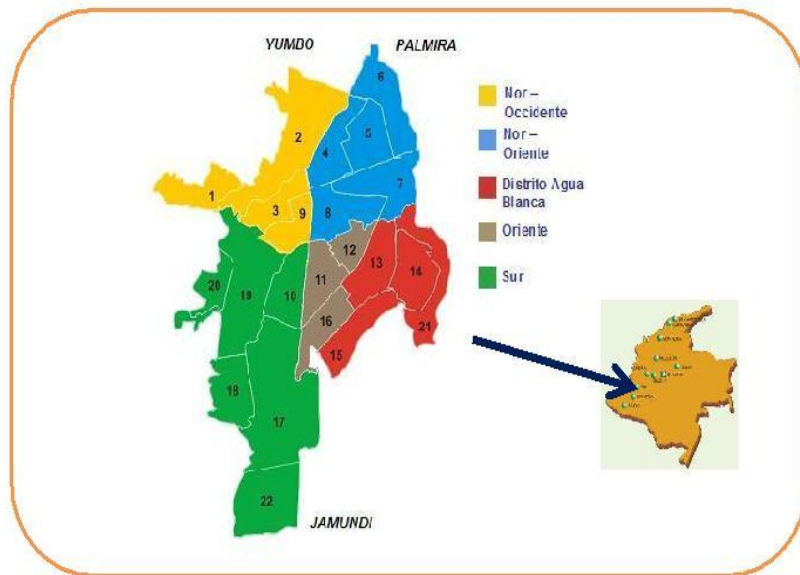 YUMBO PALMIRA
6
5
2
4
7
1
3 9 8
12
13 14
11
20 19 10
16
21
15
18
17
22
JAMUNDI
Nor –
Occidente
Nor –
Oriente
Distrito Agua
Blanca
Oriente
Sur